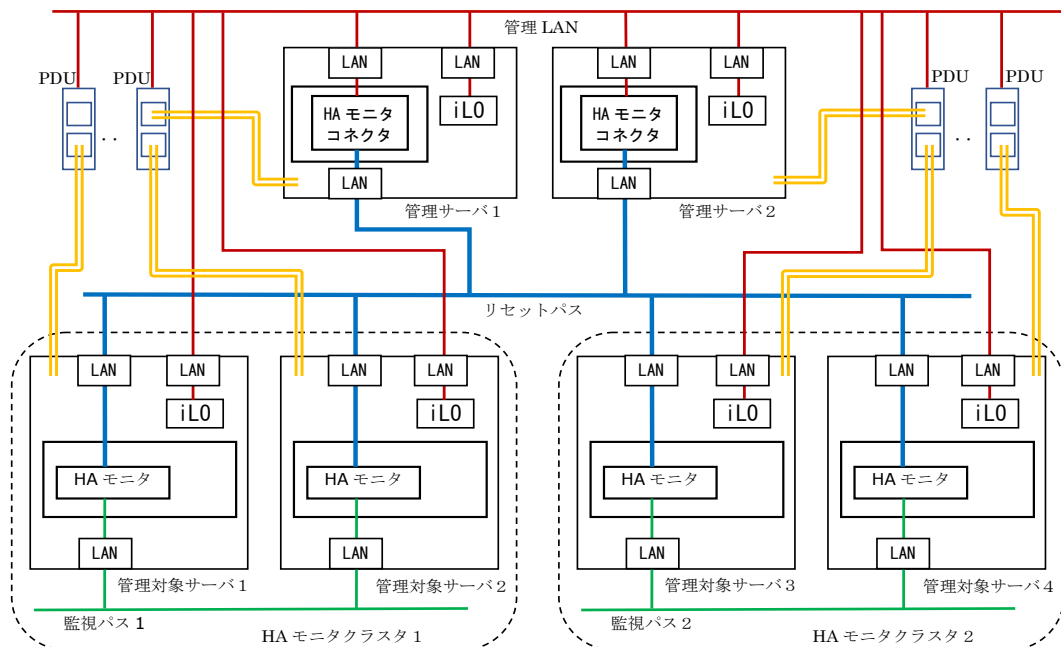 管理 LAN
PDU
PDU
PDU
PDU
LAN
LAN
LAN
LAN
HA モニタ
コネクタ
iLO
HA モニタ
コネクタ
iLO
‥
‥
LAN
LAN
管理サーバ１
管理サーバ２
リセットパス
LAN
LAN
LAN
LAN
LAN
LAN
LAN
LAN
iLO
iLO
iLO
iLO
HA モニタ
HA モニタ
HA モニタ
HA モニタ
LAN
LAN
LAN
LAN
管理対象サーバ１
管理対象サーバ２
管理対象サーバ３
管理対象サーバ４
監視パス１
監視パス２
HA モニタクラスタ１
HA モニタクラスタ２